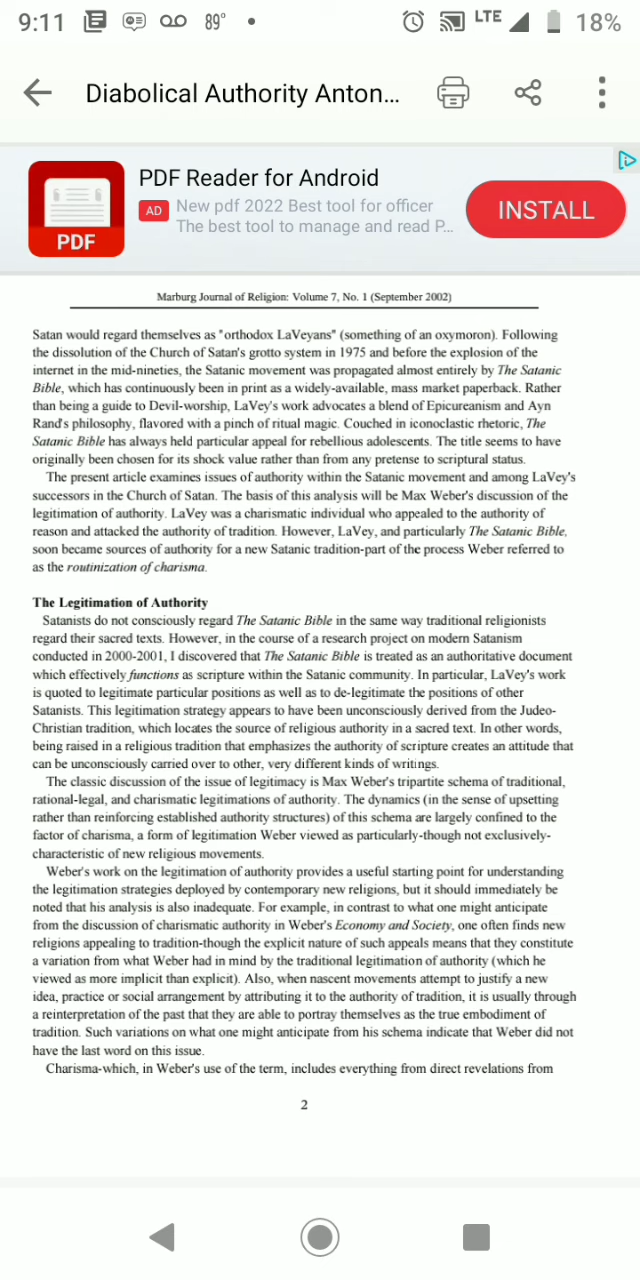 9:11 89° LTE 18%
Diabolical Authority Anton...
PDF Reader for Android
AD New pdf 2022 Best tool for officer
The best tool to manage and read P...
INSTALL
PDF
Marburg Journal of Religion: Volume 7, No. 1 (September 2002)
Satan would regard themselves as "orthodox LaVeyans" (something of an oxymoron). Following
the dissolution of the Church of Satan's grotto system in 1975 and before the explosion of the
internet in the mid-nineties, the Satanic movement was propagated almost entirely by The Satanic
Bible, which has continuously been in print as a widely-available, mass market paperback. Rather
than being a guide to Devil-worship, LaVey's work advocates a blend of Epicureanism and Ayn
Rand's philosophy, flavored with a pinch of ritual magic. Couched in iconoclastic rhetoric, The
Satanic Bible has always held particular appeal for rebellious adolescents. The title seems to have
originally been chosen for its shock value rather than from any pretense to scriptural status.
The present article examines issues of authority within the Satanic movement and among LaVey's
successors in the Church of Satan. The basis of this analysis will be Max Weber's discussion of the
legitimation of authority. LaVey was a charismatic individual who appealed to the authority of
reason and attacked the authority of tradition. However, LaVey, and particularly The Satanic Bible,
soon became sources of authority for a new Satanic tradition-part of the process Weber referred to
as the routinization of charisma.
The Legitimation of Authority
Satanists do not consciously regard The Satanic Bible in the same way traditional religionists
regard their sacred texts. However, in the course of a research project on modern Satanism
conducted in 2000-2001, I discovered that The Satanic Bible is treated as an authoritative document
which effectively functions as scripture within the Satanic community. In particular, LaVey's work
is quoted to legitimate particular positions as well as to de-legitimate the positions of other
Satanists. This legitimation strategy appears to have been unconsciously derived from the Judeo-
Christian tradition, which locates the source of religious authority in a sacred text. In other words,
being raised in a religious tradition that emphasizes the authority of scripture creates an attitude that
can be unconsciously carried over to other, very different kinds of writings.
The classic discussion of the issue of legitimacy is Max Weber's tripartite schema of traditional,
rational-legal, and charismatic legitimations of authority. The dynamics (in the sense of upsetting
rather than reinforcing established authority structures) of this schema are largely confined to the
factor of charisma, a form of legitimation Weber viewed as particularly-though not exclusively-
characteristic of new religious movements.
Weber's work on the legitimation of authority provides a useful starting point for understanding
the legitimation strategies deployed by contemporary new religions, but it should immediately be
noted that his analysis is also inadequate. For example, in contrast to what one might anticipate
from the discussion of charismatic authority in Weber's Economy and Society, one often finds new
religions appealing to tradition-though the explicit nature of such appeals means that they constitute
a variation from what Weber had in mind by the traditional legitimation of authority (which he
viewed as more implicit than explicit). Also, when nascent movements attempt to justify a new
idea, practice or social arrangement by attributing it to the authority of tradition, it is usually through
a reinterpretation of the past that they are able to portray themselves as the true embodiment of
tradition. Such variations on what one might anticipate from his schema indicate that Weber did not
have the last word on this issue.
Charisma-which, in Weber's use of the term, includes everything from direct revelations from
2